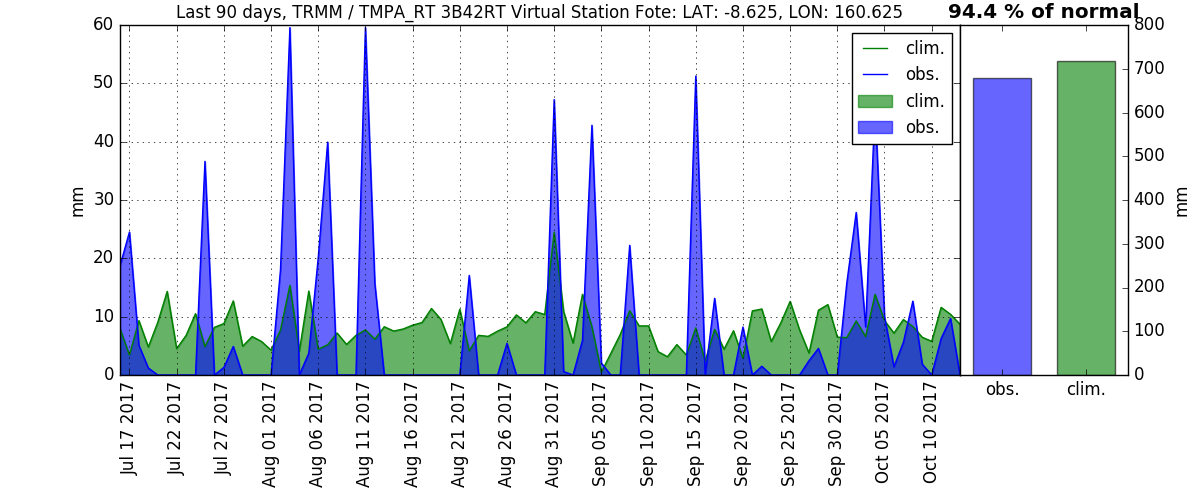 Last 90 days, TRMM / TMPA_RT 3B42RT Virtual Station Fote: LAT: -8.625, LON: 160.625
94.4 % of normal
60
50
40
30
20
10
0
mm
clim.
obs.
clim.
obs.
800
700
600
500
400
300
200
100
0
mm
Jul 17 2017
Jul 22 2017
Jul 27 2017
Aug 01 2017
Aug 06 2017
Aug 11 2017
Aug 16 2017
Aug 21 2017
Aug 26 2017
Aug 31 2017
Sep 05 2017
Sep 10 2017
Sep 15 2017
Sep 20 2017
Sep 25 2017
Sep 30 2017
Oct 05 2017
Oct 10 2017
obs.
clim.